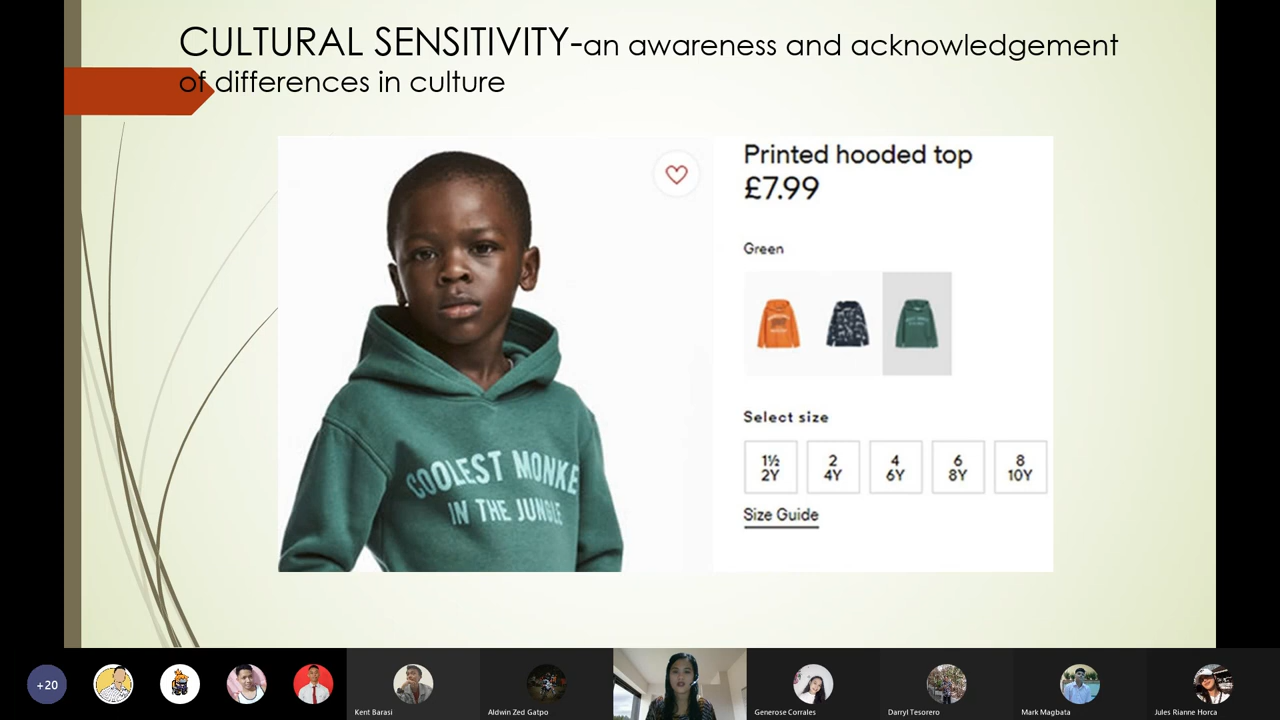 CULTURAL SENSITIVITY-an awareness and acknowledgement
of differences in culture
Printed hooded top
£7.99
Green
COOLEST MONKE
IN THE JUNGLE
Select size
1½ 2 4 6 8
2Y 4Y 6Y 8Y 10Y
Size Guide
+20
Kent Barasi
Aldwin Zed Gatpo
Generose Corrales
Darryl Tesorero
Mark Magbata
Jules Rianne Horca